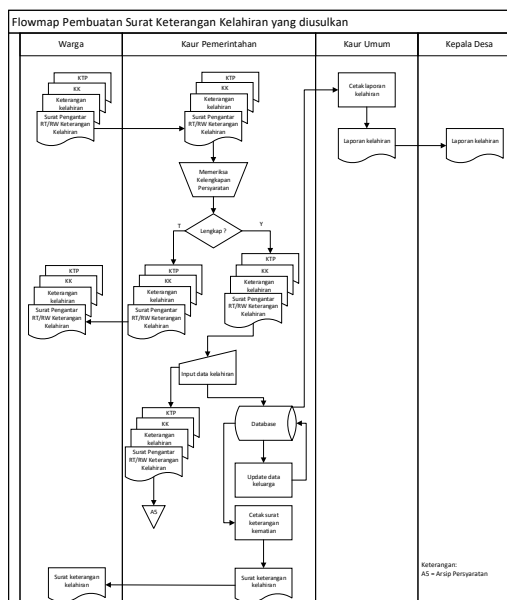 Flowmap Pembuatan Surat Keterangan Kelahiran yang diusulkan
Warga
Kaur Pemerintahan
Kaur Umum
Kepala Desa
KTP
KK
Keterangan
kelahiran
Surat Pengantar
RT/RW Keterangan
Kelahiran
KTP
KK
Keterangan
kelahiran
Surat Pengantar
RT/RW Keterangan
Kelahiran
Cetak laporan
kelahiran
Laporan kelahiran
Laporan kelahiran
Memeriksa
Kelengkapan
Persyaratan
Lengkap ?
T
Y
KTP
KK
Keterangan
kelahiran
Surat Pengantar
RT/RW Keterangan
Kelahiran
KTP
KK
Keterangan
kelahiran
Surat Pengantar
RT/RW Keterangan
Kelahiran
KTP
KK
Keterangan
kelahiran
Surat Pengantar
RT/RW Keterangan
Kelahiran
Input data kelahiran
KTP
KK
Keterangan
kelahiran
Surat Pengantar
RT/RW Keterangan
Kelahiran
A5
Database
Update data
keluarga
Cetak surat
keterangan
kematian
Surat keterangan
kelahiran
Surat keterangan
kelahiran
Keterangan:
A5 = Arsip Persyaratan